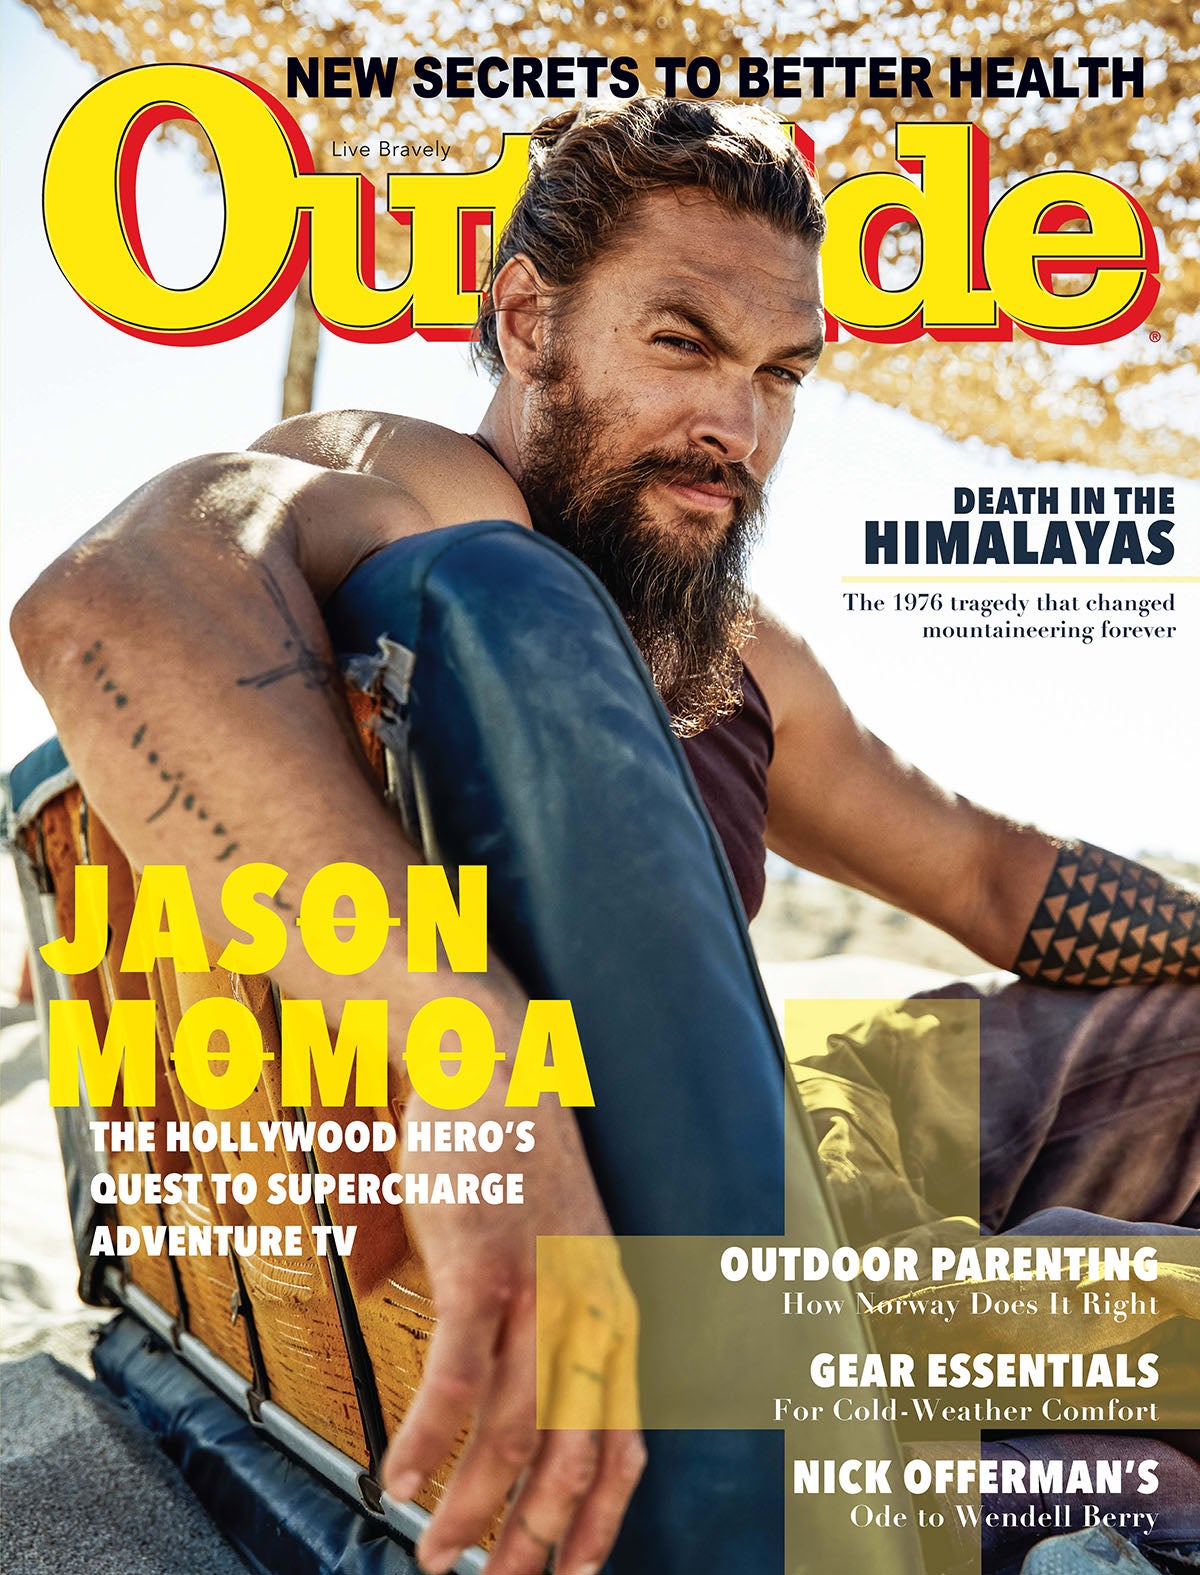 NEW SECRETS TO BETTER HEALTH
Live Bravely
Outside
®
DEATH IN THE
HIMALAYAS
The 1976 tragedy that changed
mountaineering forever
JASON
MOMOA
THE HOLLYWOOD HERO'S
QUEST TO SUPERCHARGE
ADVENTURE TV
OUTDOOR PARENTING
How Norway Does It Right
GEAR ESSENTIALS
For Cold-Weather Comfort
NICK OFFERMAN'S
Ode to Wendell Berry